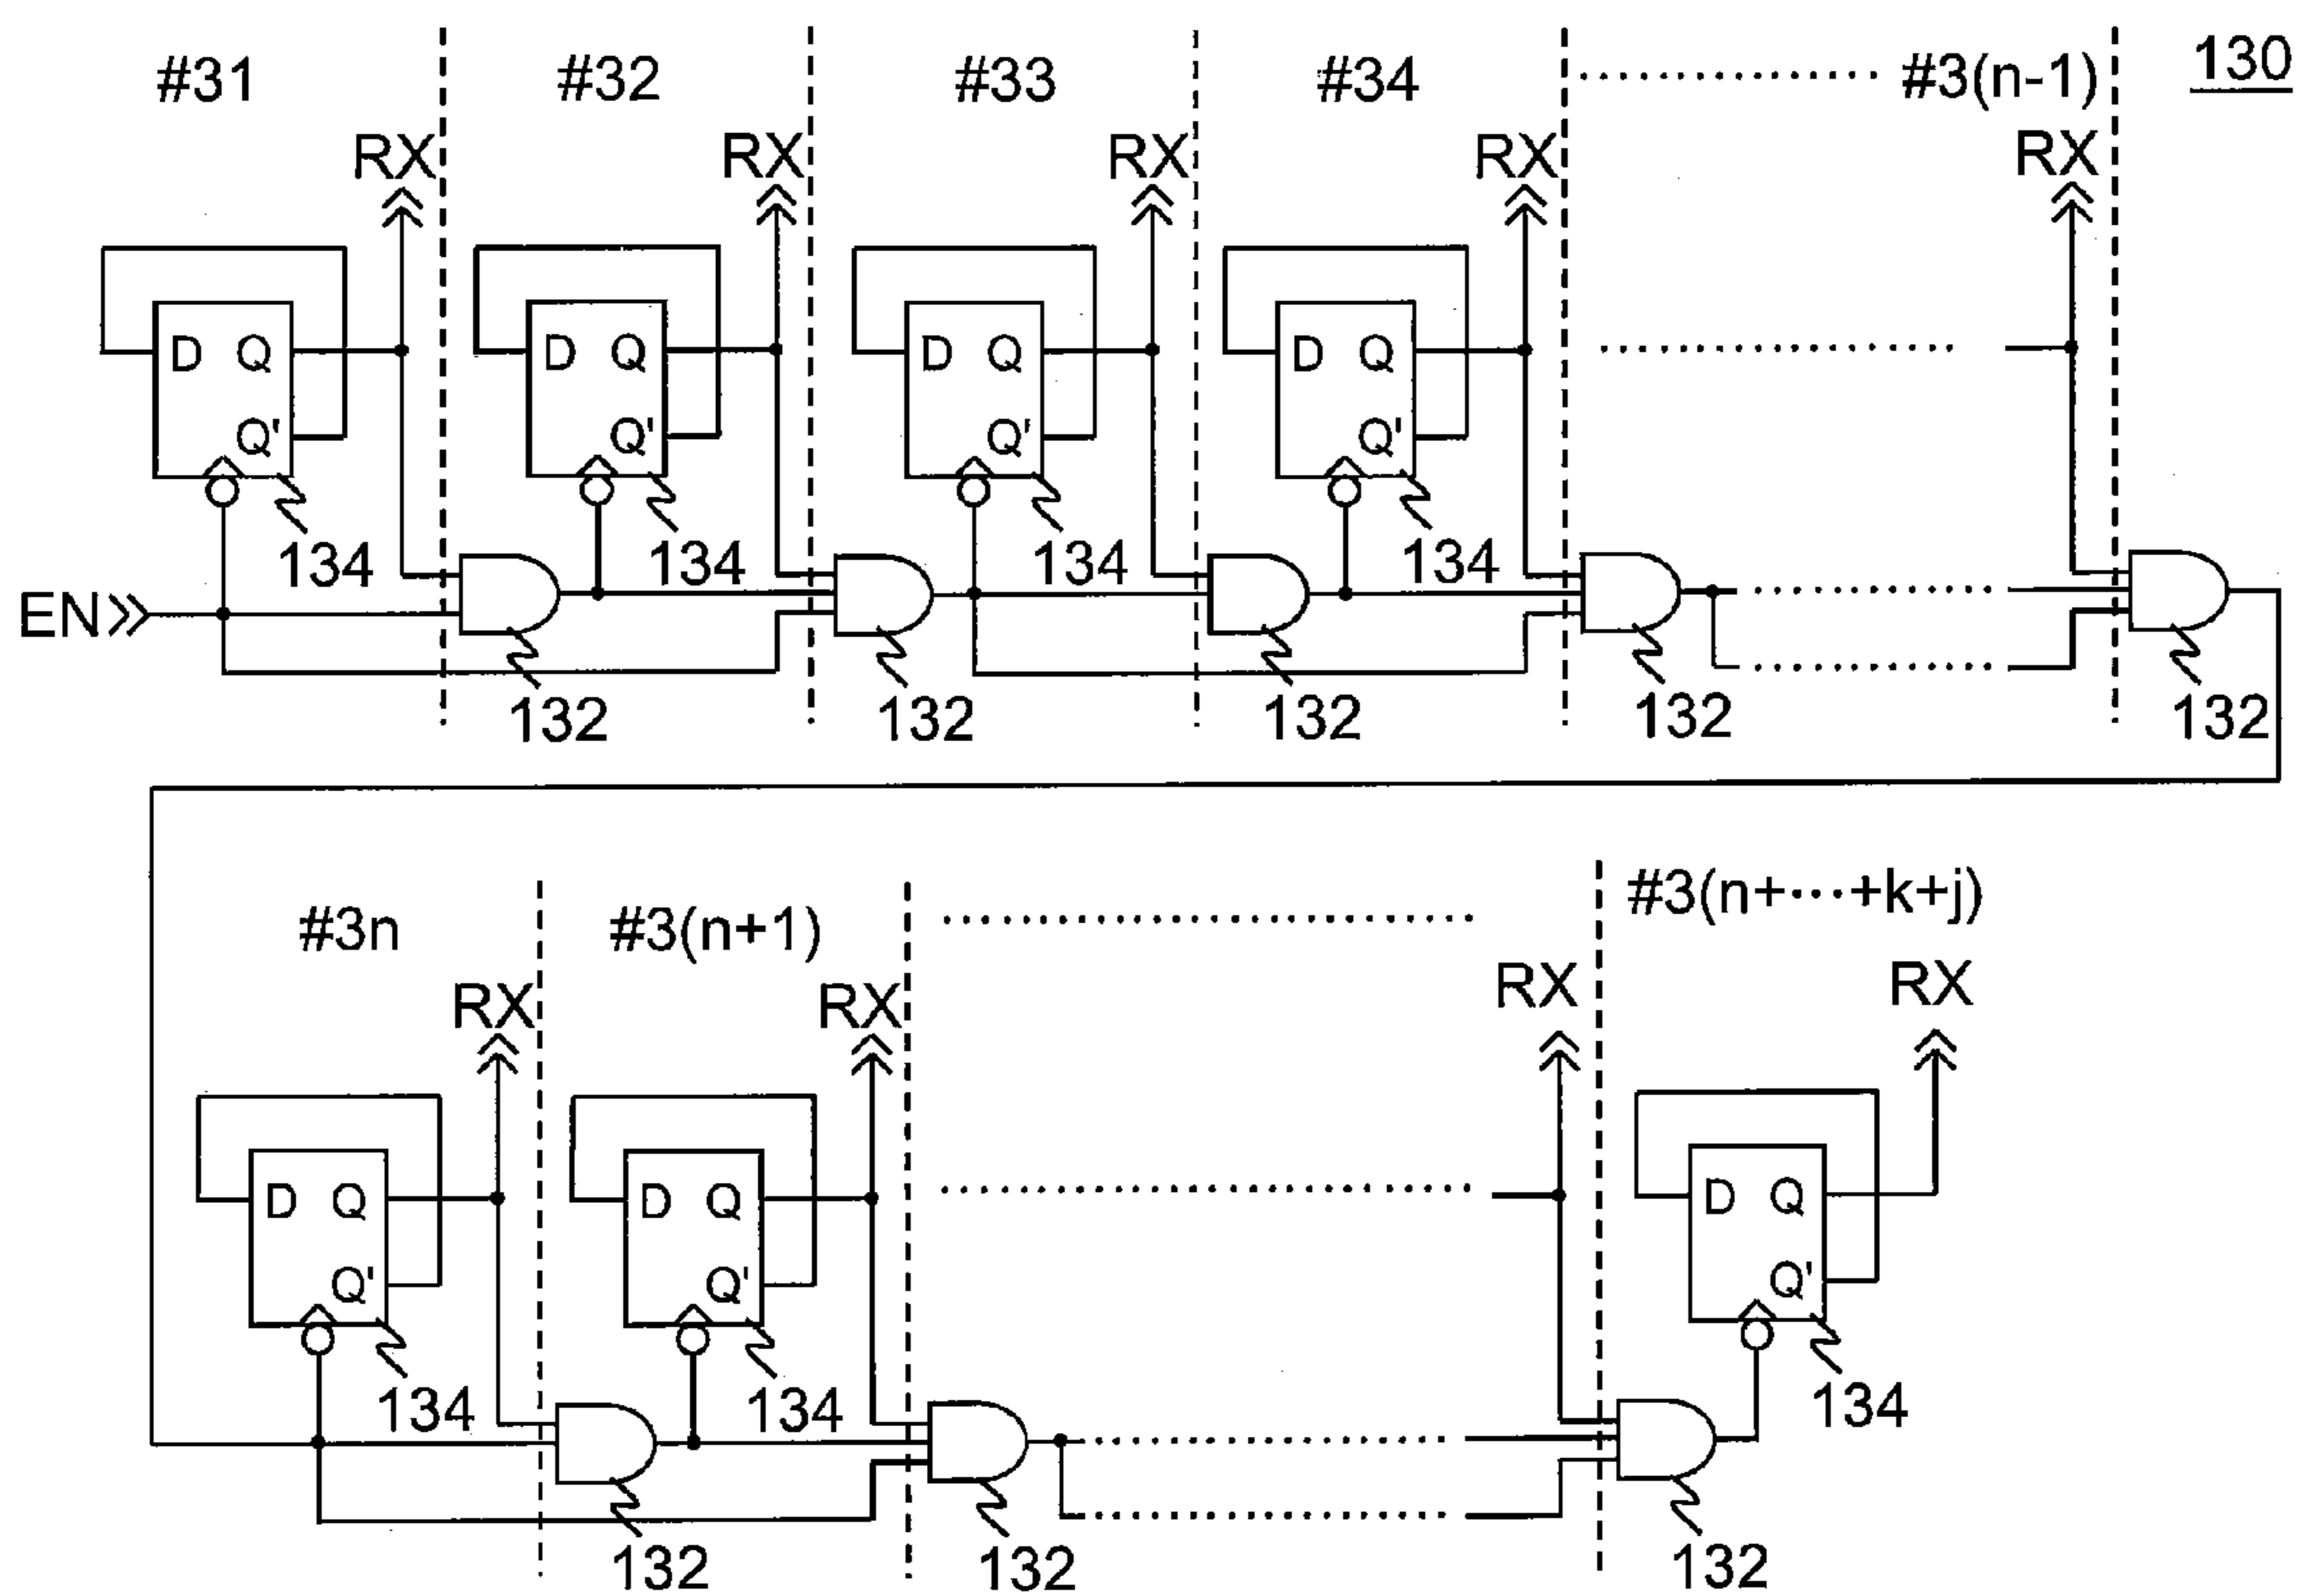 #31 #32 #33 #34 ............... #3(n-1) 130
RX RX RX RX RX
D Q D Q D Q D Q
Q' Q' Q' Q'
134 134 134 134
EN
132 132 132 132 132
#3n #3(n+1) #3(n+···+k+j)
RX RX RX RX
D Q D Q D Q
Q' Q' Q'
134 134 134
132 132 132